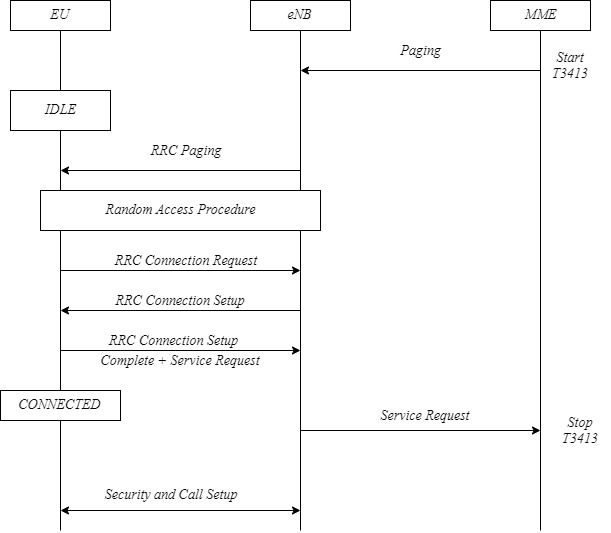 EU
eNB
MME
Paging
Start
T3413
IDLE
RRC Paging
Random Access Procedure
RRC Connection Request
RRC Connection Setup
RRC Connection Setup
Complete + Service Request
CONNECTED
Service Request
Stop
T3413
Security and Call Setup